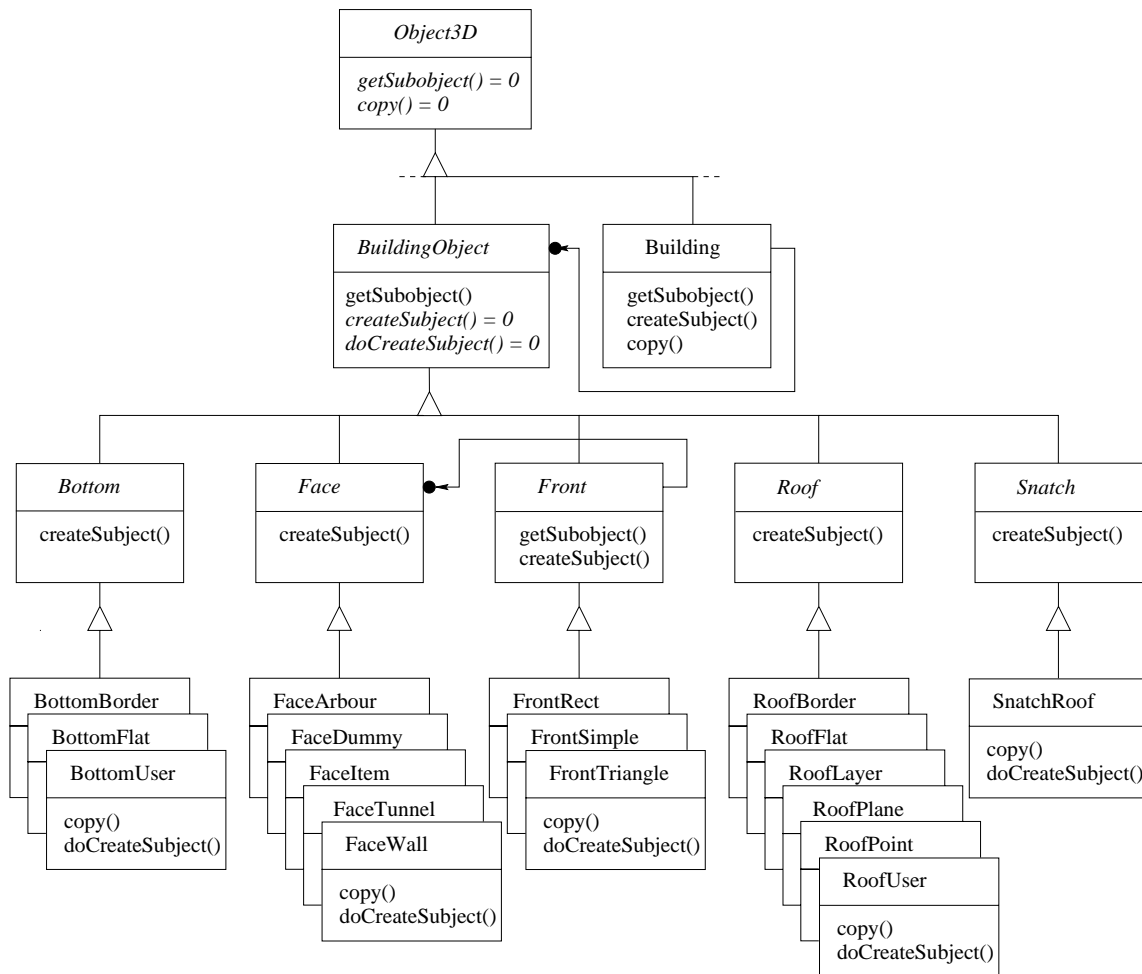 Object3D
getSubobject() = 0
copy() = 0
BuildingObject
getSubobject()
createSubject() = 0
doCreateSubject() = 0
Building
getSubobject()
createSubject()
copy()
Bottom
createSubject()
Face
createSubject()
Front
getSubobject()
createSubject()
Roof
createSubject()
Snatch
createSubject()
BottomBorder
BottomFlat
BottomUser
copy()
doCreateSubject()
FaceArbour
FaceDummy
FaceItem
FaceTunnel
FaceWall
copy()
doCreateSubject()
FrontRect
FrontSimple
FrontTriangle
copy()
doCreateSubject()
RoofBorder
RoofFlat
RoofLayer
RoofPlane
RoofPoint
RoofUser
copy()
doCreateSubject()
SnatchRoof
copy()
doCreateSubject()